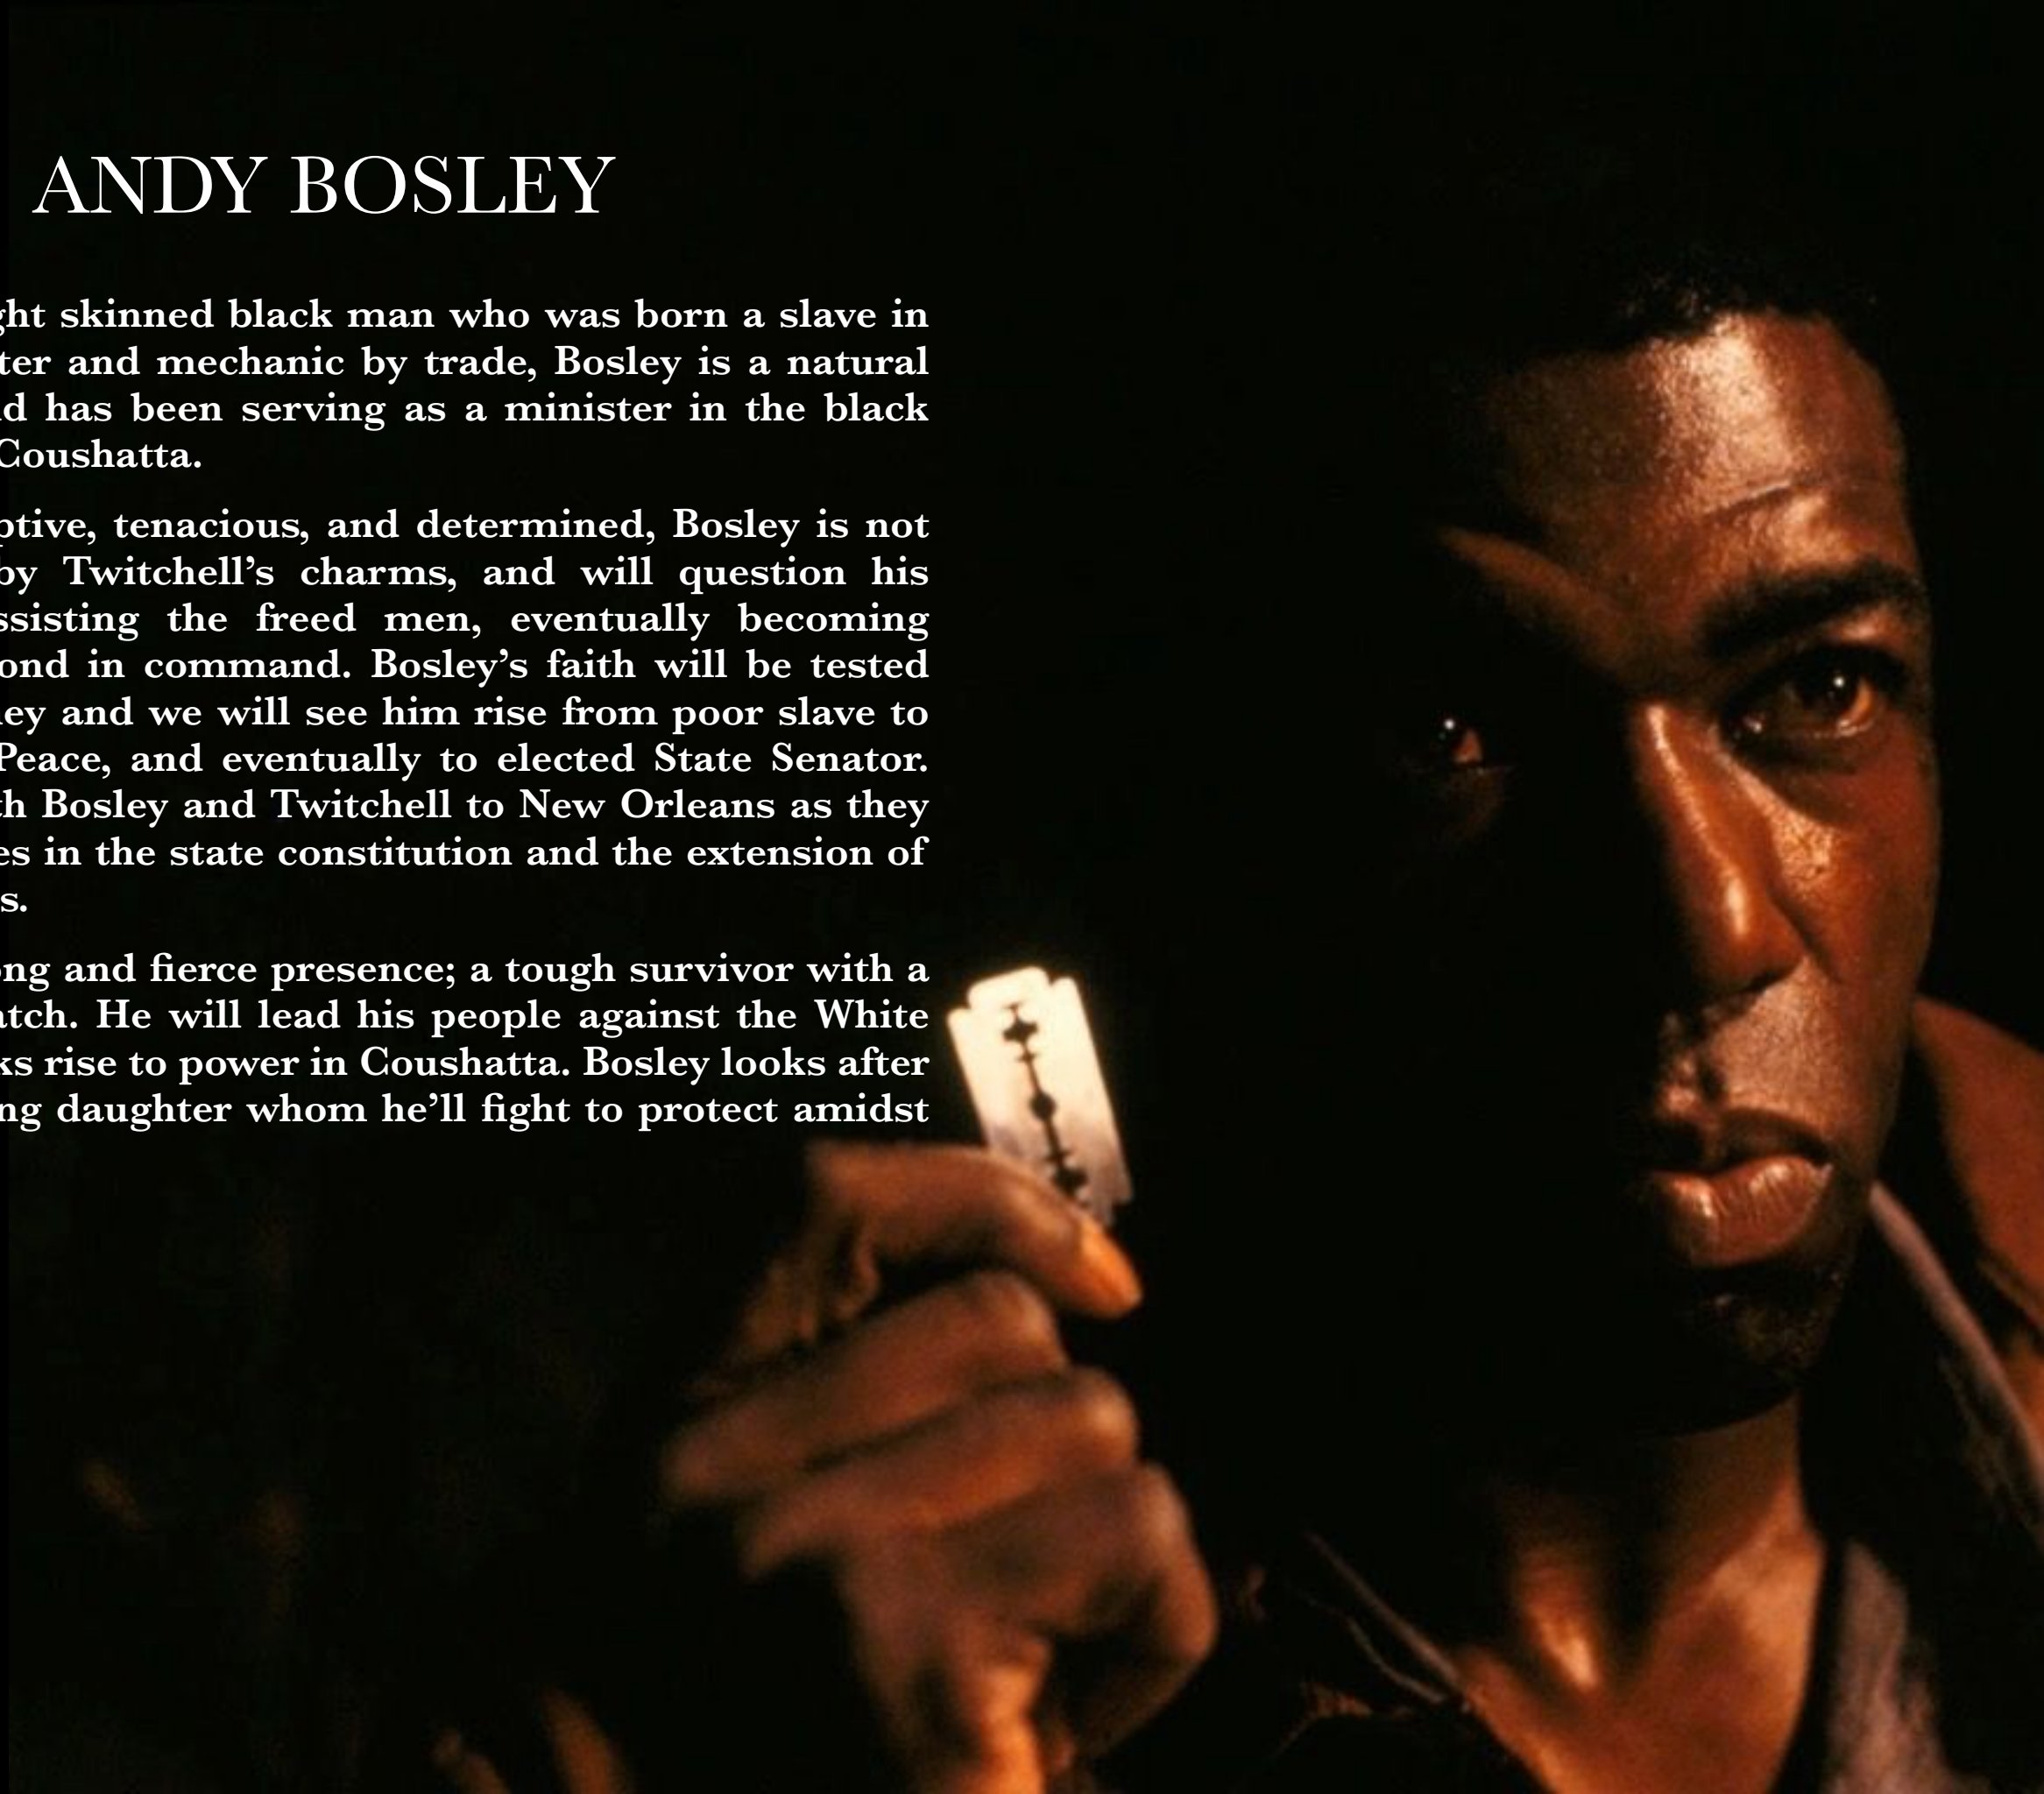 ANDY BOSLEY
ght skinned black man who was born a slave in
ter and mechanic by trade, Bosley is a natural
d has been serving as a minister in the black
Coushatta.
ptive, tenacious, and determined, Bosley is not
by Twitchell’s charms, and will question his
ssisting the freed men, eventually becoming
ond in command. Bosley’s faith will be tested
ey and we will see him rise from poor slave to
Peace, and eventually to elected State Senator.
th Bosley and Twitchell to New Orleans as they
es in the state constitution and the extension of
s.
ong and fierce presence; a tough survivor with a
atch. He will lead his people against the White
ks rise to power in Coushatta. Bosley looks after
ng daughter whom he’ll fight to protect amidst